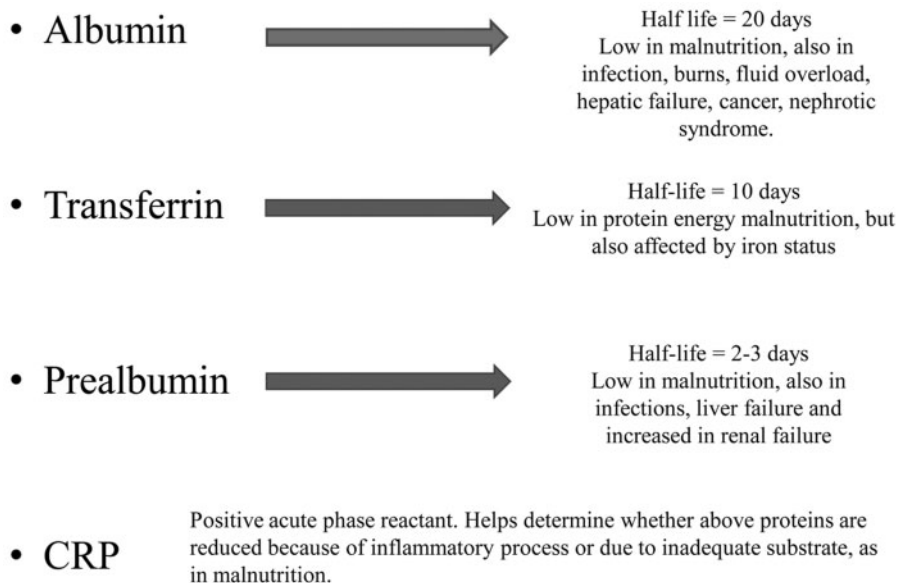 • Albumin
Half life = 20 days
Low in malnutrition, also in
infection, burns, fluid overload,
hepatic failure, cancer, nephrotic
syndrome.
• Transferrin
Half-life = 10 days
Low in protein energy malnutrition, but
also affected by iron status
• Prealbumin
Half-life = 2-3 days
Low in malnutrition, also in
infections, liver failure and
increased in renal failure
• CRP
Positive acute phase reactant. Helps determine whether above proteins are
reduced because of inflammatory process or due to inadequate substrate, as
in malnutrition.